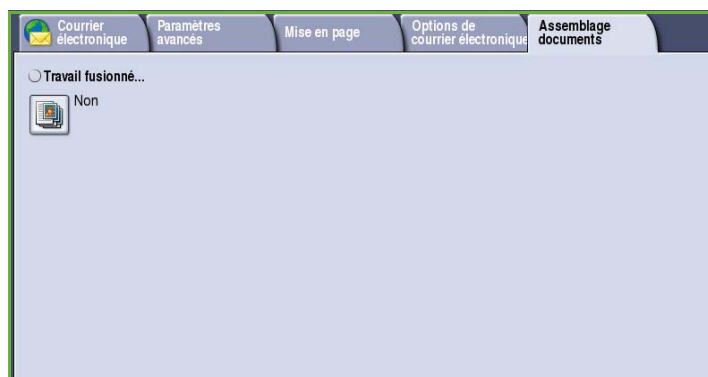 Courrier électronique
Paramètres avancés
Mise en page
Options de courrier électronique
Assemblage documents
Travail fusionné...
Non